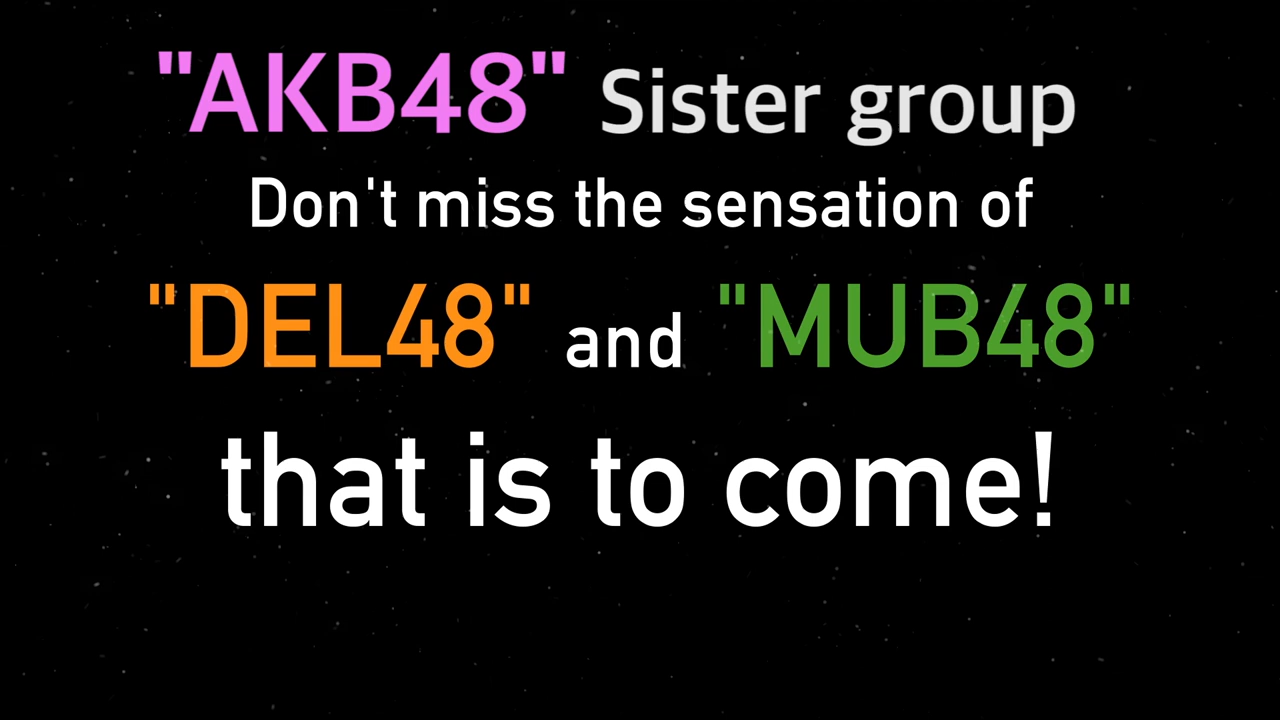 "AKB48" Sister group
Don't miss the sensation of
"DEL48" and "MUB48"
that is to come!